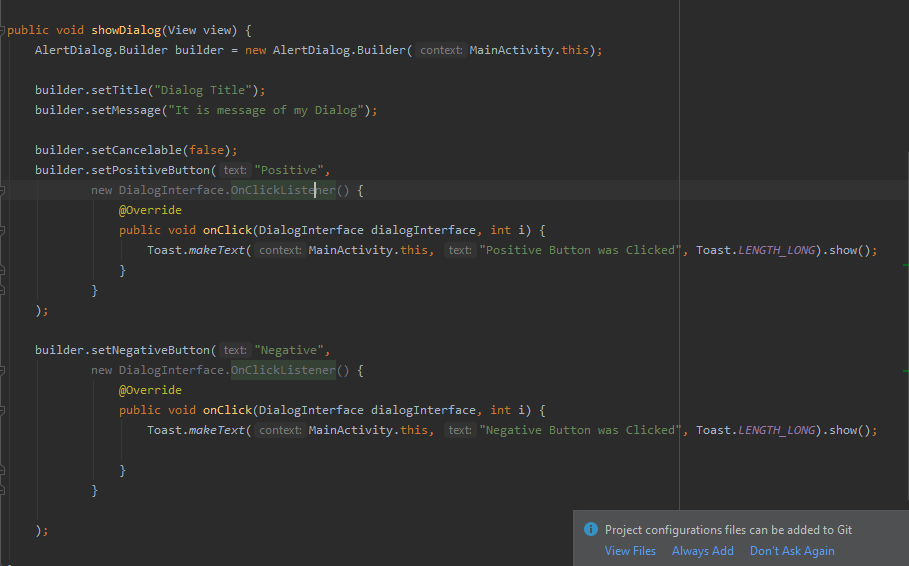 public void showDialog(View view) {
AlertDialog.Builder builder = new AlertDialog.Builder( context: MainActivity.this);
builder.setTitle("Dialog Title");
builder.setMessage("It is message of my Dialog");
builder.setCancelable(false);
builder.setPositiveButton( text: "Positive",
new DialogInterface.OnClickListener() {
@Override
public void onClick(DialogInterface dialogInterface, int i) {
Toast.makeText( context: MainActivity.this, text: "Positive Button was Clicked", Toast.LENGTH_LONG).show();
}
}
);
builder.setNegativeButton( text: "Negative",
new DialogInterface.OnClickListener() {
@Override
public void onClick(DialogInterface dialogInterface, int i) {
Toast.makeText( context: MainActivity.this, text: "Negative Button was Clicked", Toast.LENGTH_LONG).show();
}
}
);
Project configurations files can be added to Git
View Files Always Add Don't Ask Again